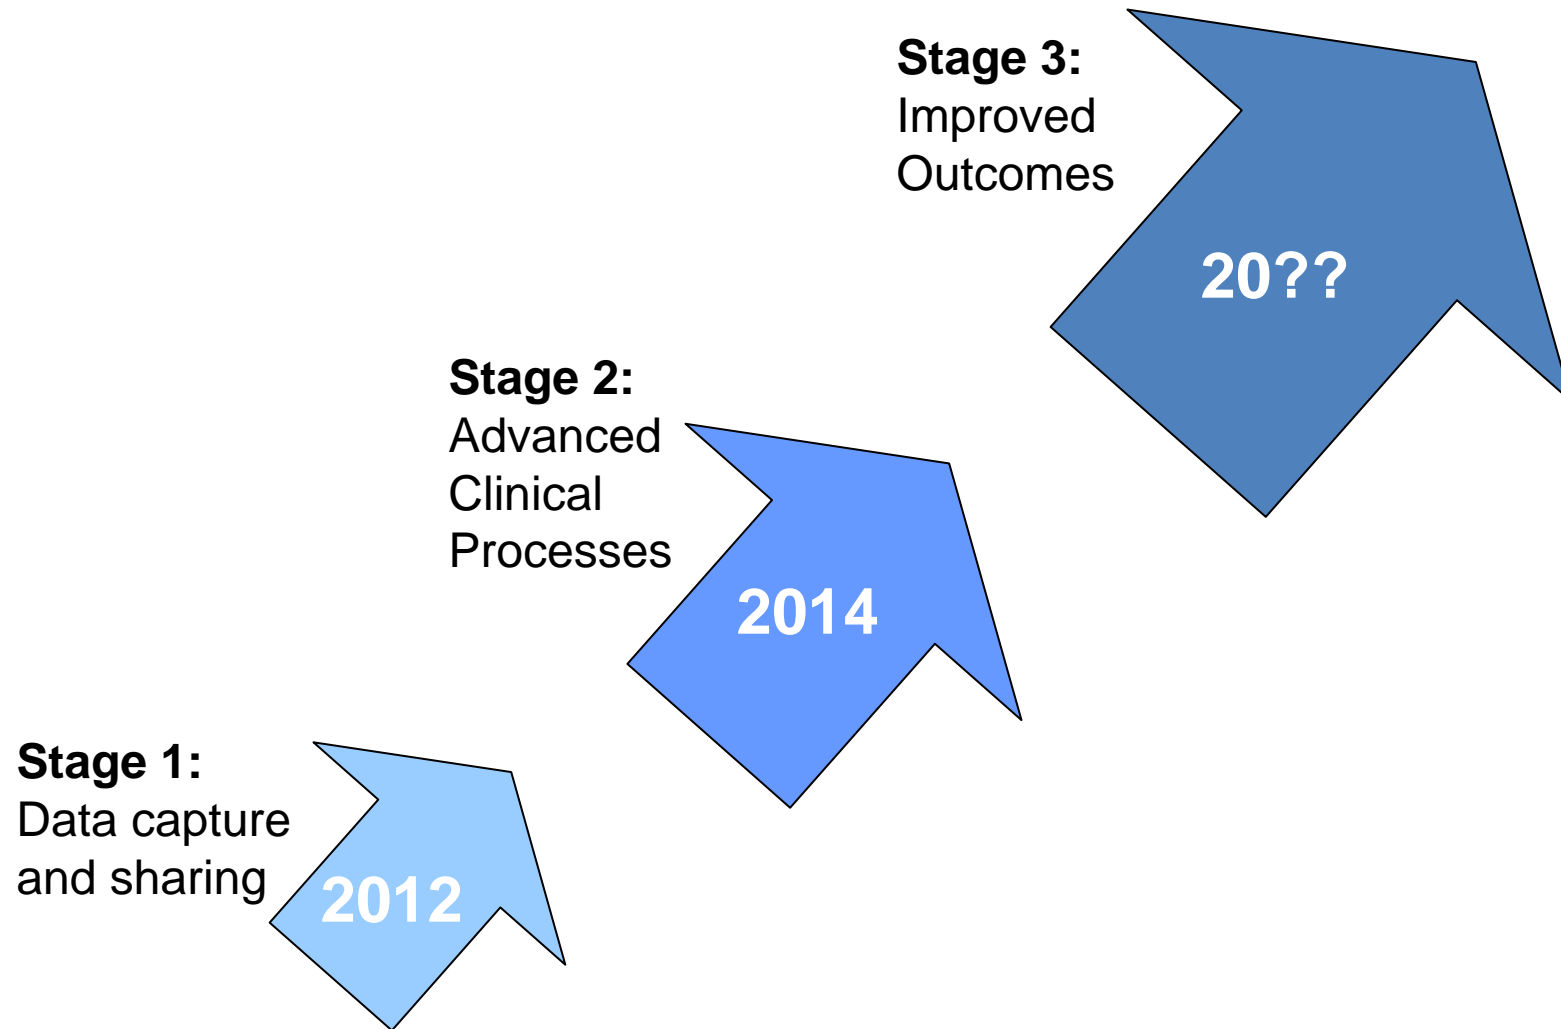 Stage 3:
Improved
Outcomes
20??
Stage 2:
Advanced
Clinical
Processes
2014
Stage 1:
Data capture
and sharing
2012